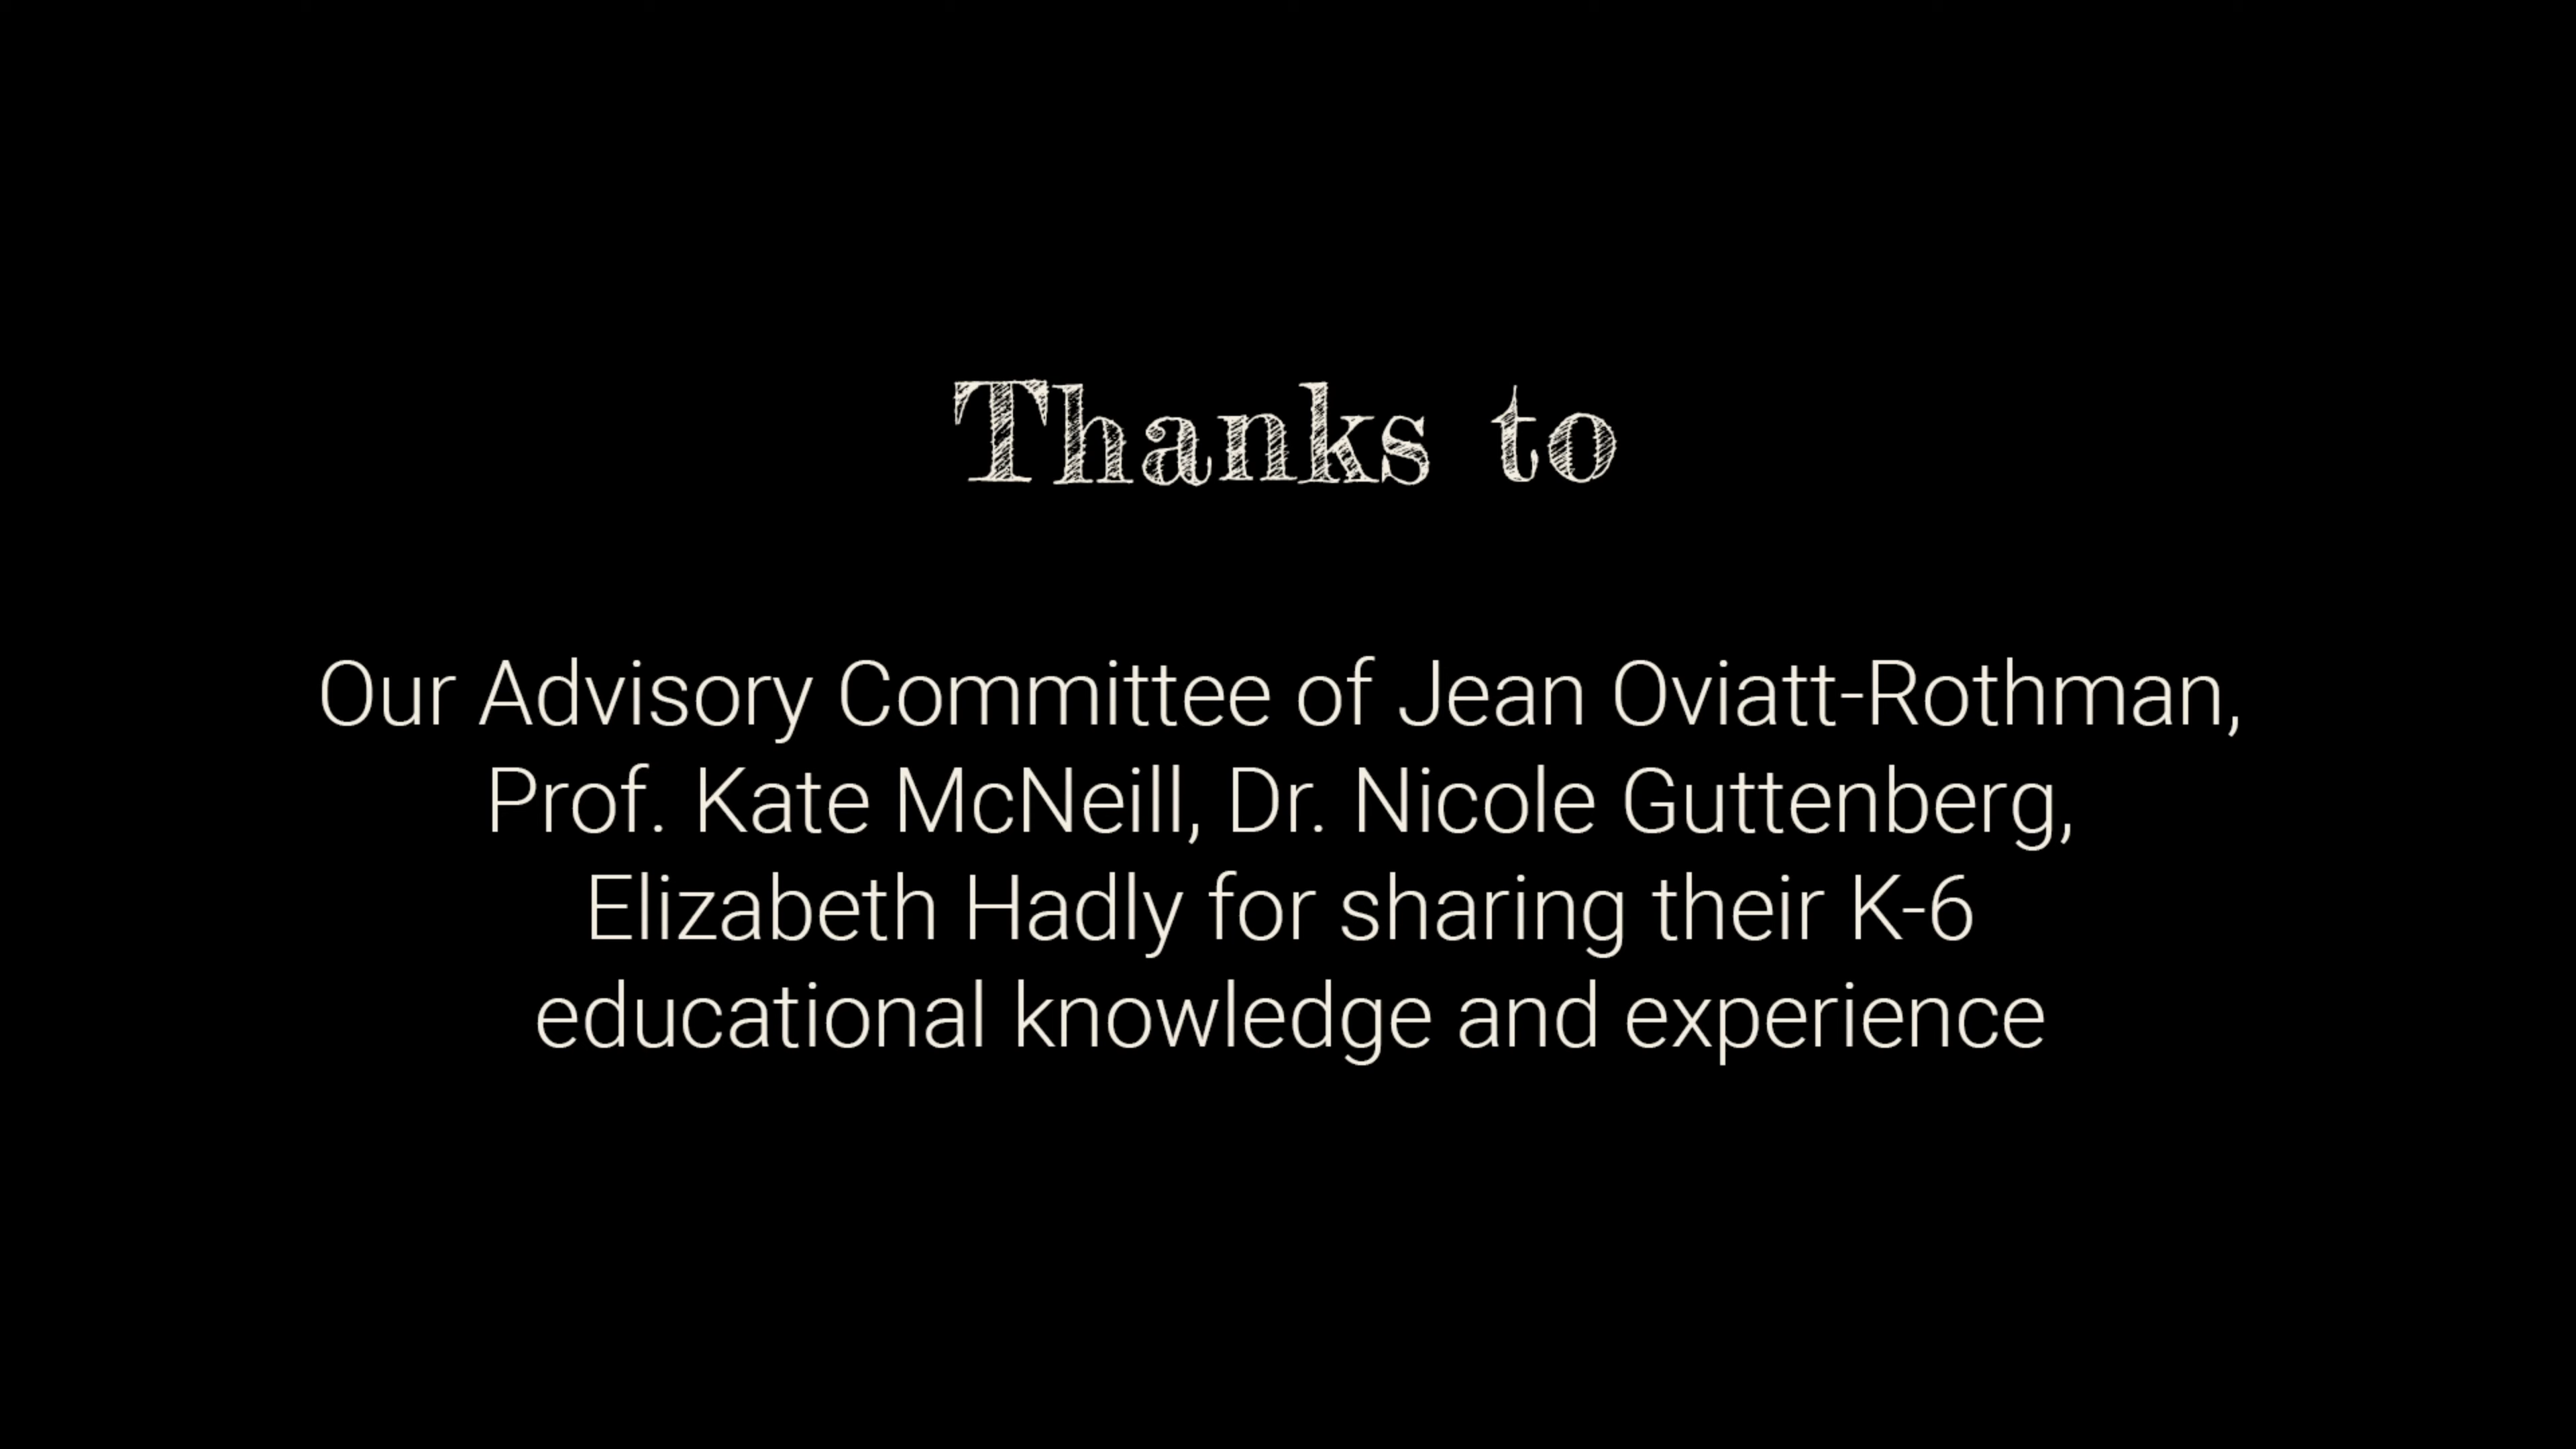 Thanks to
Our Advisory Committee of Jean Oviatt-Rothman,
Prof. Kate McNeill, Dr. Nicole Guttenberg,
Elizabeth Hadly for sharing their K-6
educational knowledge and experience